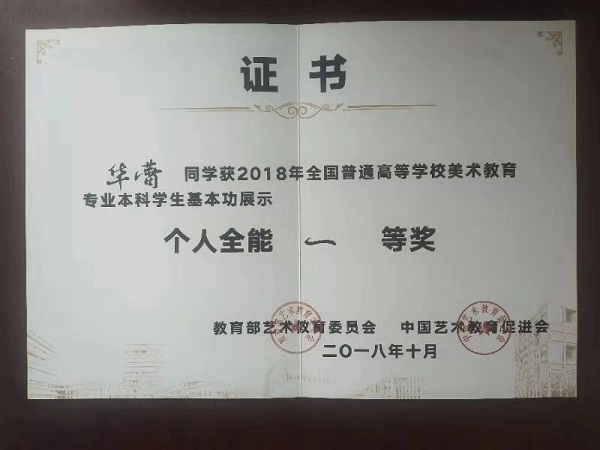 证书
华蕾 同学获2018年全国普通高等学校美术教育
专业本科学生基本功展示
个人全能 一 等奖
教育部艺术教育委员会 中国艺术教育促进会
二〇一八年十月